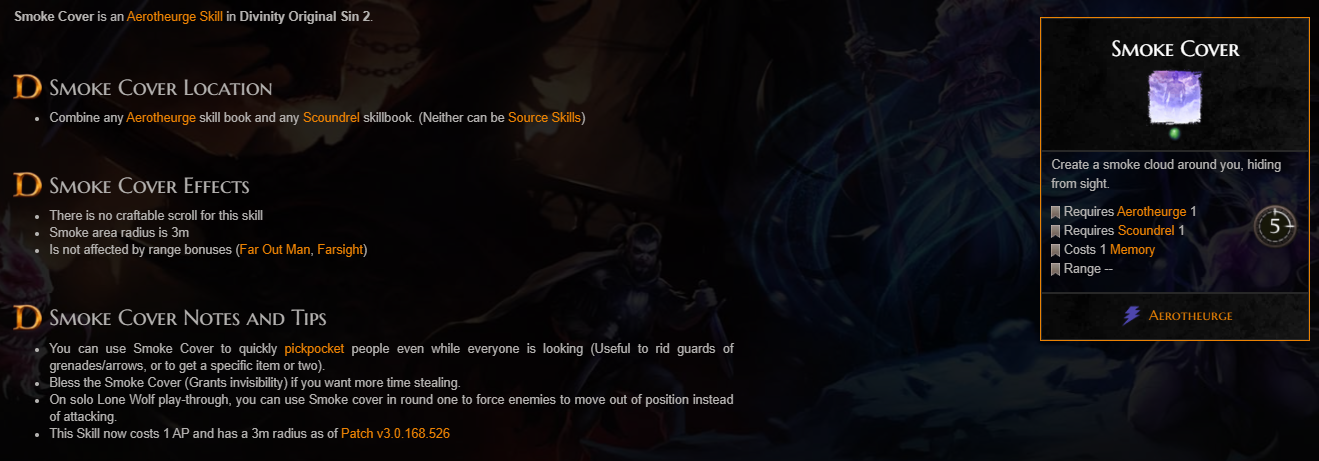 Smoke Cover is an Aerotheurge Skill in Divinity Original Sin 2.
Smoke Cover Location
Combine any Aerotheurge skill book and any Scoundrel skillbook. (Neither can be Source Skills)
Smoke Cover Effects
There is no craftable scroll for this skill
Smoke area radius is 3m
Is not affected by range bonuses (Far Out Man, Farsight)
Smoke Cover Notes and Tips
You can use Smoke Cover to quickly pickpocket people even while everyone is looking (Useful to rid guards of
grenades/arrows, or to get a specific item or two).
Bless the Smoke Cover (Grants invisibility) if you want more time stealing.
On solo Lone Wolf play-through, you can use Smoke cover in round one to force enemies to move out of position instead
of attacking.
This Skill now costs 1 AP and has a 3m radius as of Patch v3.0.168.526
Smoke Cover
Create a smoke cloud around you, hiding
from sight.
Requires Aerotheurge 1
Requires Scoundrel 1
Costs 1 Memory
Range --
5
Aerotheurge